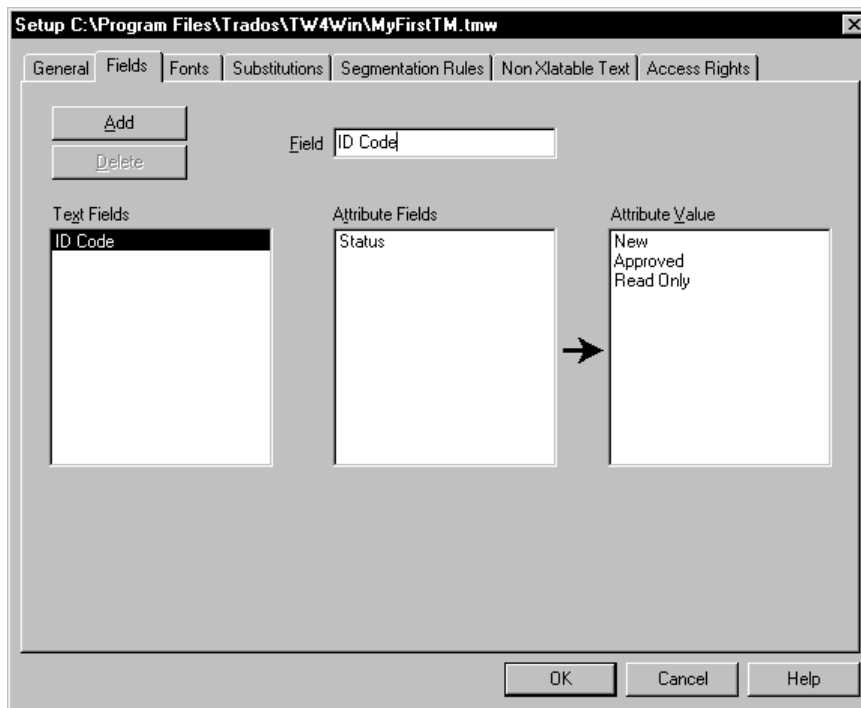 Setup C:\Program Files\Trados\TW4Win\MyFirstTM.tmw
General Fields Fonts Substitutions Segmentation Rules Non Xlatable Text Access Rights
Add
Field ID Code
Delete
Text Fields Attribute Fields Attribute Value
ID Code Status New
Approved
Read Only
OK Cancel Help